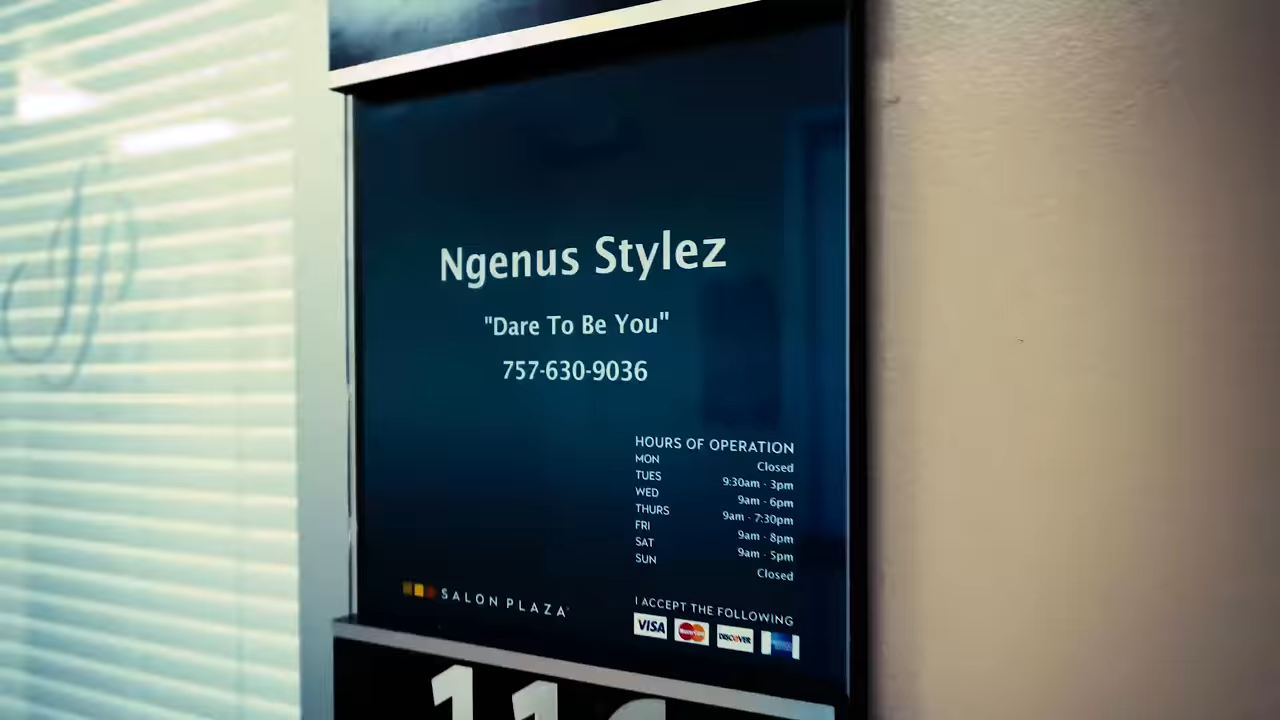 Ngenus Stylez
"Dare To Be You"
757-630-9036
HOURS OF OPERATION
MON Closed
TUES 9:30am - 3pm
WED 9am - 6pm
THURS 9am - 7:30pm
FRI 9am - 8pm
SAT 9am - 5pm
SUN Closed
SALON PLAZA
I ACCEPT THE FOLLOWING
VISA MasterCard DISCOVER